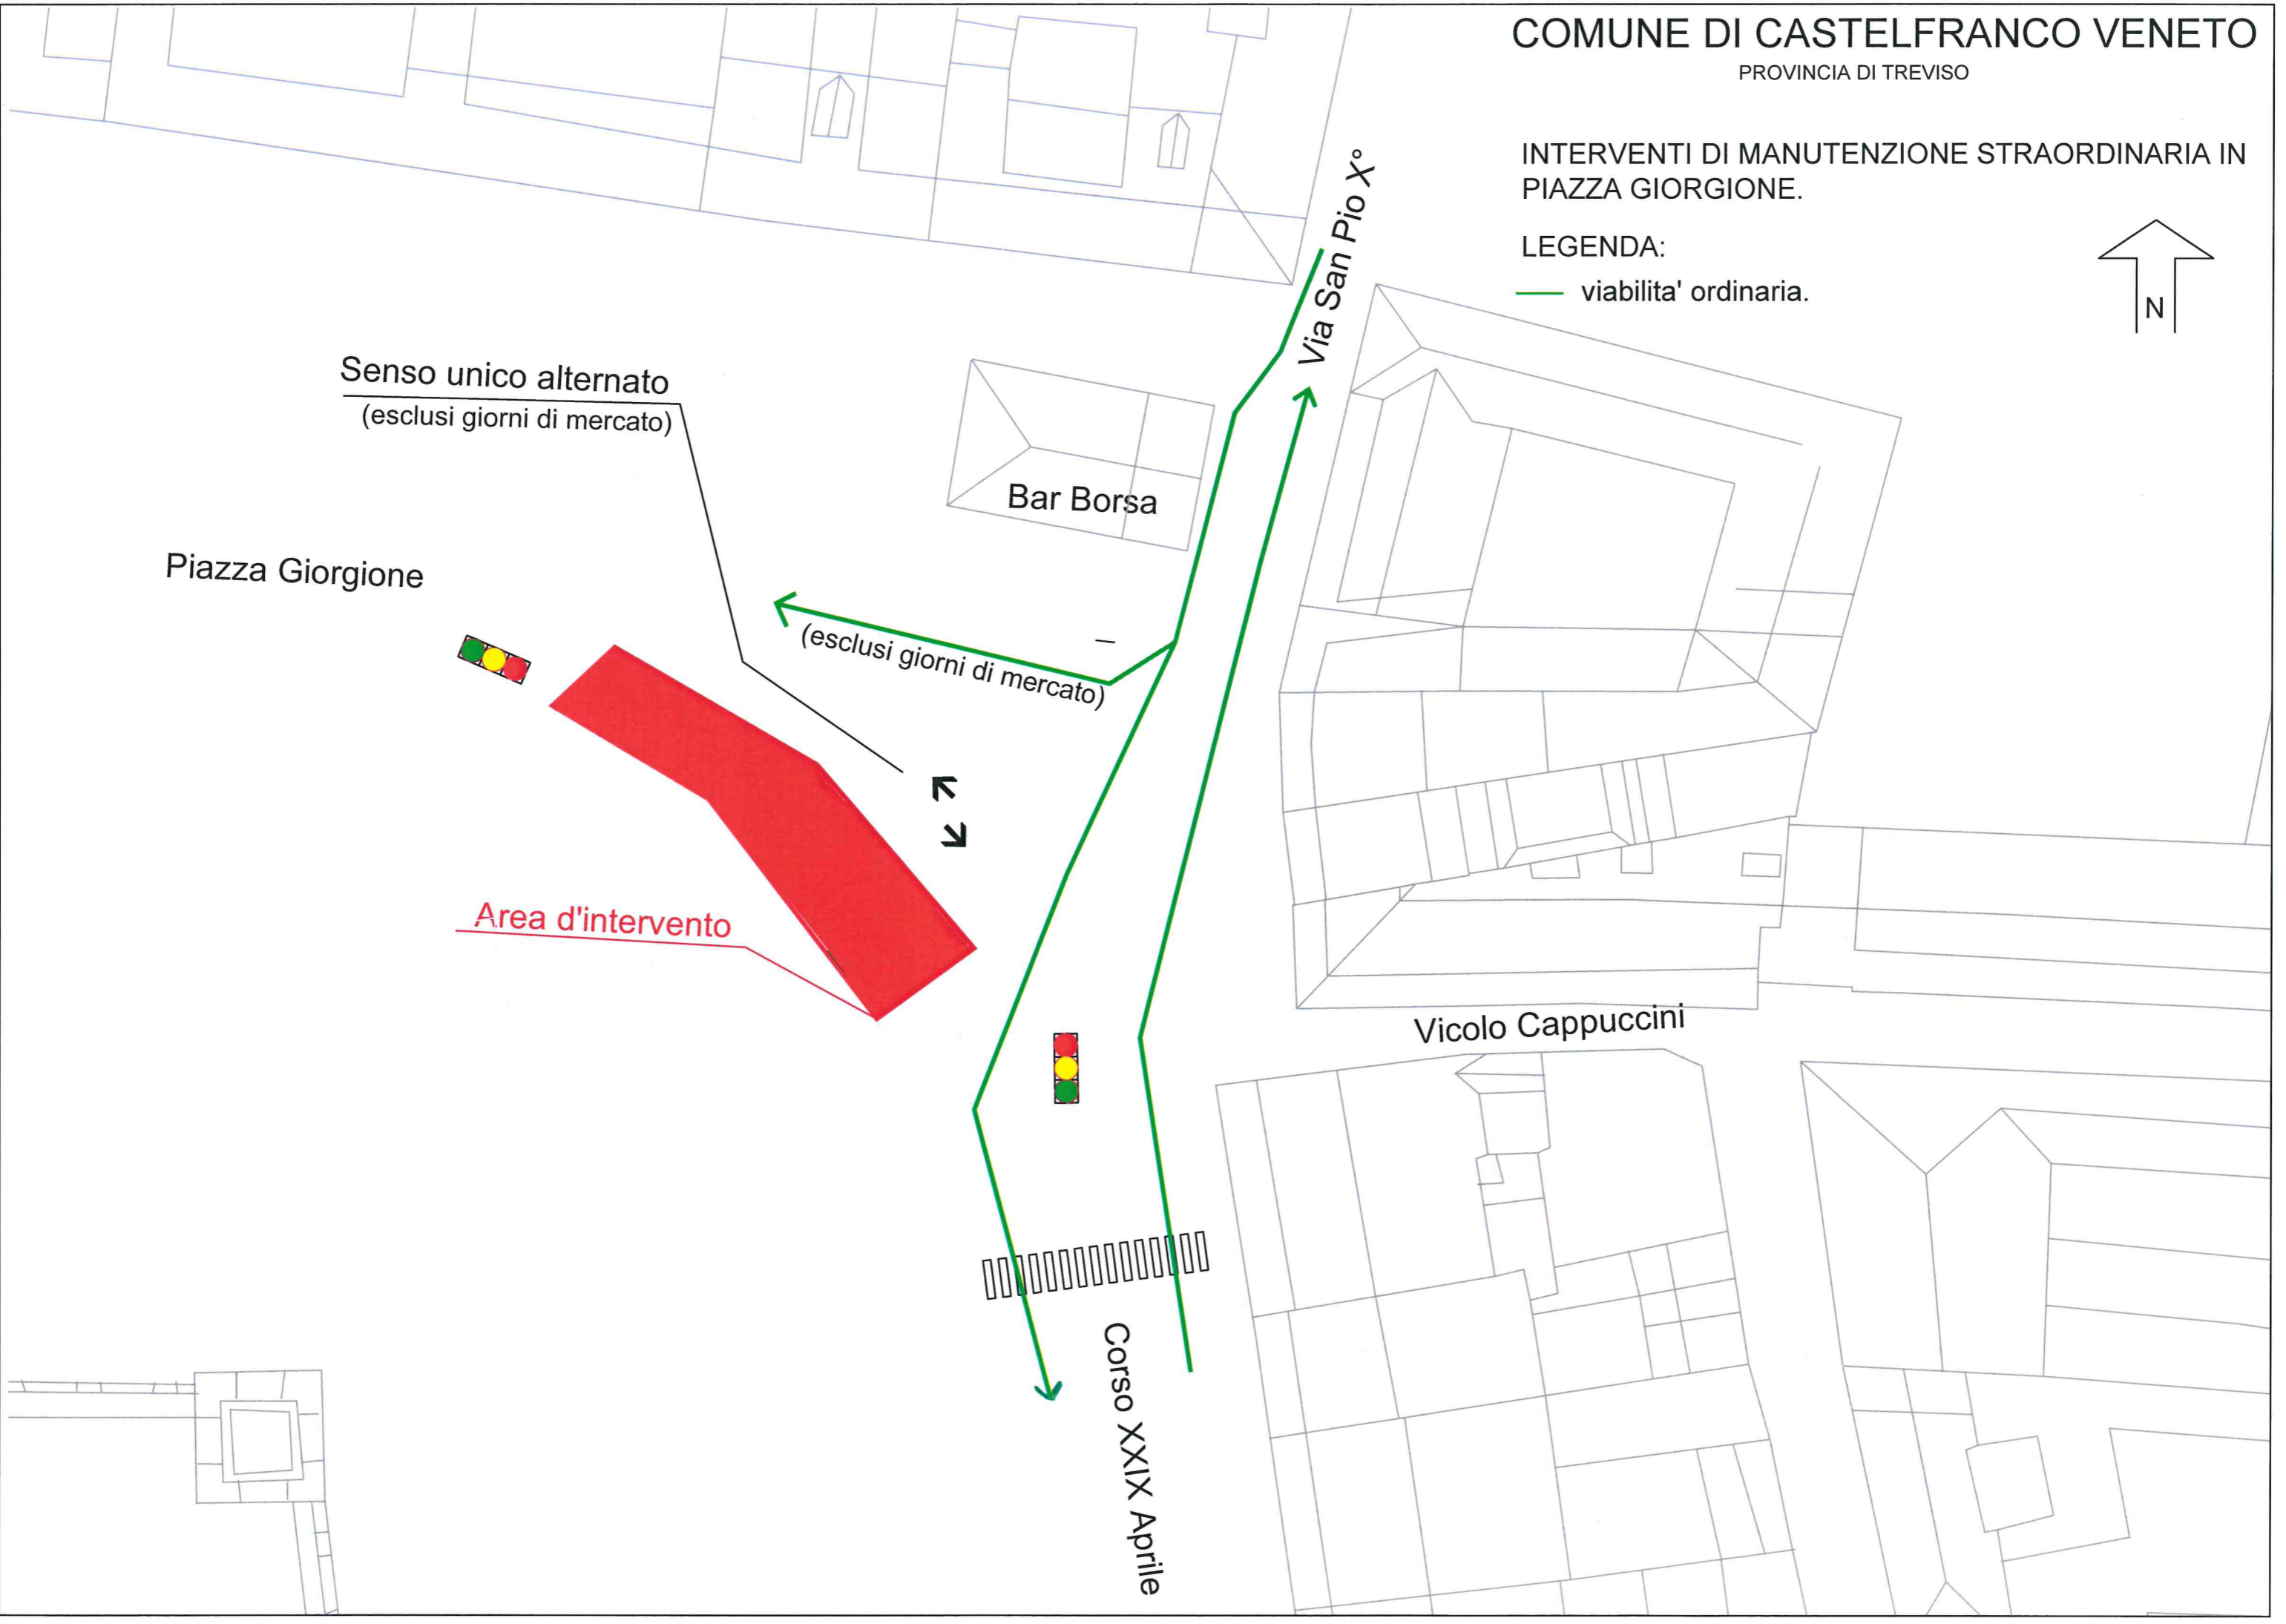 COMUNE DI CASTELFRANCO VENETO
PROVINCIA DI TREVISO
INTERVENTI DI MANUTENZIONE STRAORDINARIA IN
PIAZZA GIORGIONE.
LEGENDA:
viabilita' ordinaria.
N
Via San Pio X°
Senso unico alternato
(esclusi giorni di mercato)
Bar Borsa
Piazza Giorgione
(esclusi giorni di mercato)
Area d'intervento
Vicolo Cappuccini
Corso XXIX Aprile